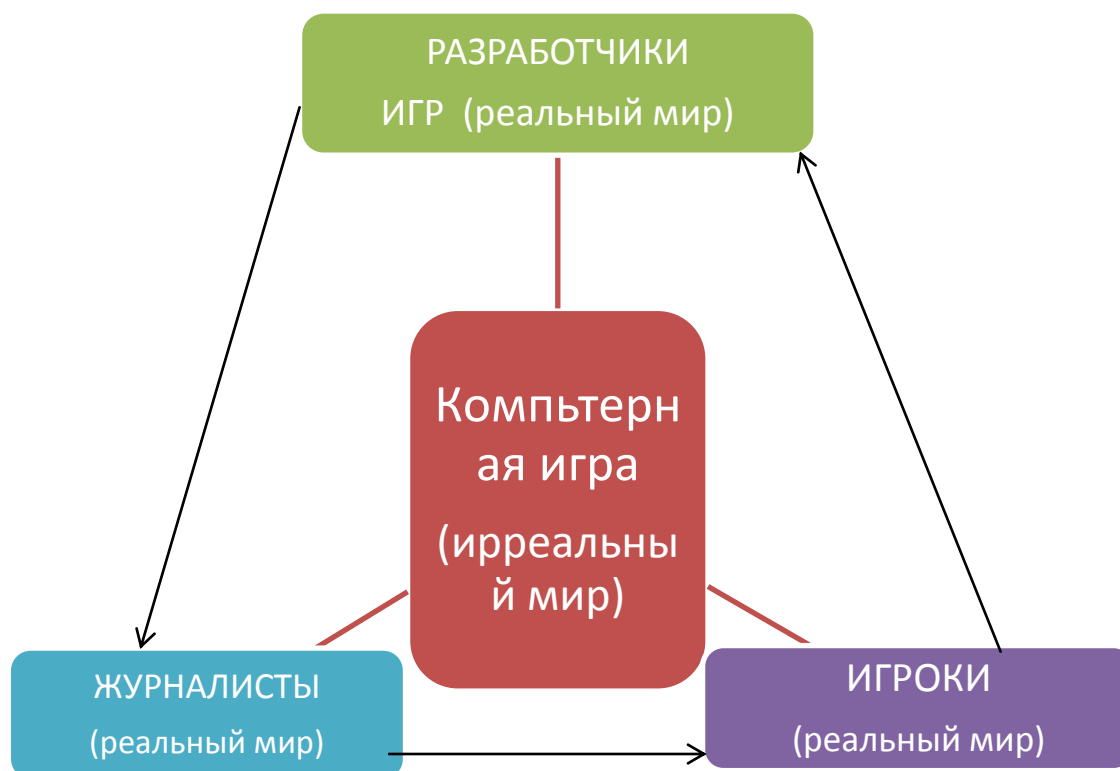 РАЗРАБОТЧИКИ
ИГР (реальный мир)
Компьтерн
ая игра
(ирреальны
й мир)
ЖУРНАЛИСТЫ
(реальный мир)
ИГРОКИ
(реальный мир)